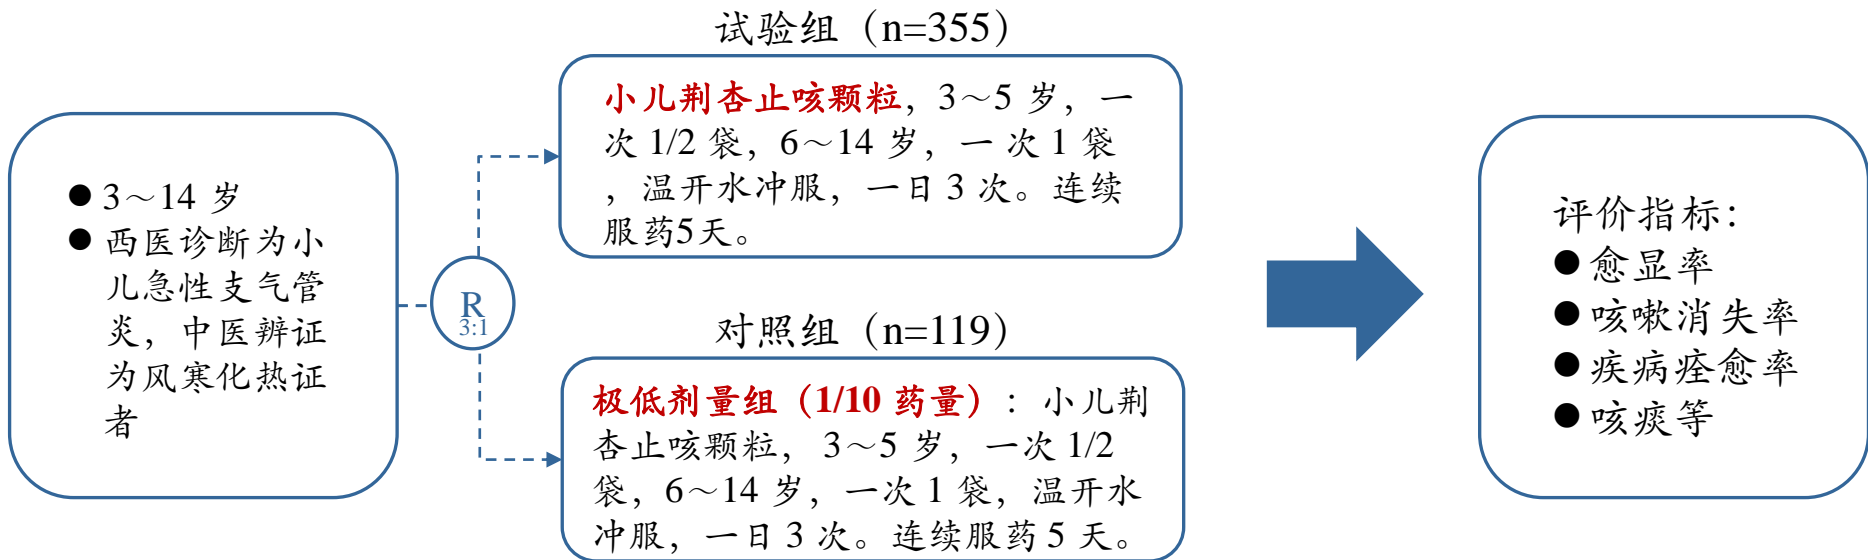 ● 3～14 岁
● 西医诊断为小
儿急性支气管
炎，中医辨证
为风寒化热证
者
R
3:1
试验组（n=355）
小儿荆杏止咳颗粒，3～5 岁，一
次 1/2 袋，6～14 岁，一 次 1 袋
，温开水冲服，一日 3 次。连续
服药5天。
对照组（n=119）
极低剂量组（1/10 药量）：小儿荆
杏止咳颗粒， 3～5 岁，一次 1/2
袋，6～14 岁，一次 1 袋，温开水
冲服，一日 3 次。连续服药 5 天。
评价指标：
● 愈显率
● 咳嗽消失率
● 疾病痊愈率
● 咳痰等